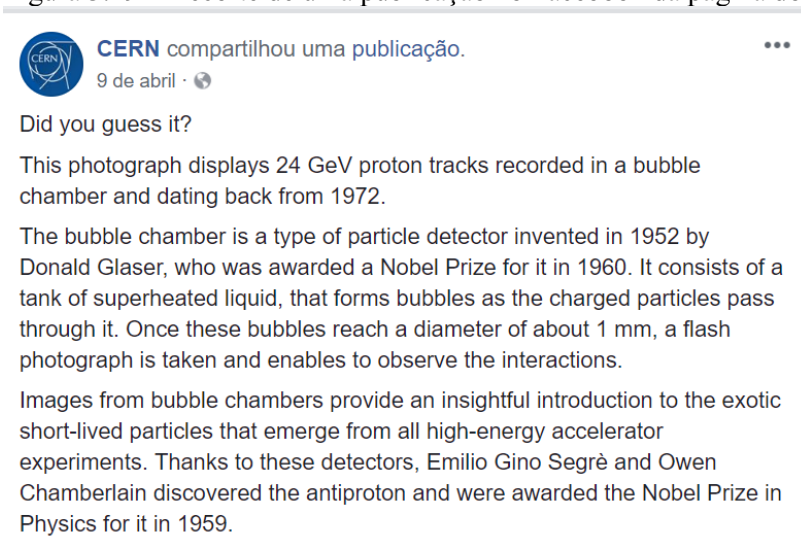 CERN
CERN compartilhou uma publicação.
9 de abril ·
Did you guess it?
This photograph displays 24 GeV proton tracks recorded in a bubble
chamber and dating back from 1972.
The bubble chamber is a type of particle detector invented in 1952 by
Donald Glaser, who was awarded a Nobel Prize for it in 1960. It consists of a
tank of superheated liquid, that forms bubbles as the charged particles pass
through it. Once these bubbles reach a diameter of about 1 mm, a flash
photograph is taken and enables to observe the interactions.
Images from bubble chambers provide an insightful introduction to the exotic
short-lived particles that emerge from all high-energy accelerator
experiments. Thanks to these detectors, Emilio Gino Segrè and Owen
Chamberlain discovered the antiproton and were awarded the Nobel Prize in
Physics for it in 1959.